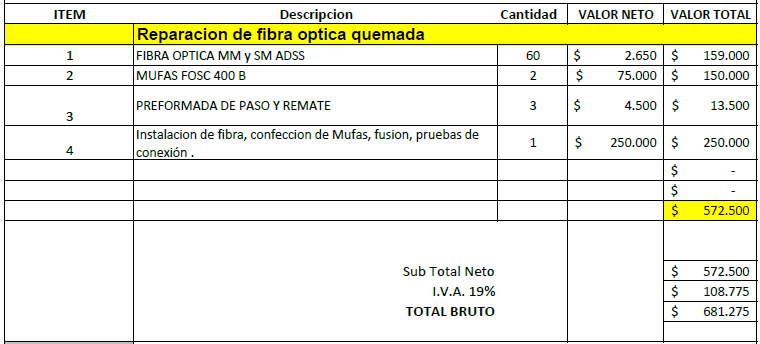 ITEM Descripcion Cantidad VALOR NETO VALOR TOTAL
Reparacion de fibra optica quemada
1 FIBRA OPTICA MM y SM ADSS 60 $ 2.650 $ 159.000
2 MUFAS FOSC 400 B 2 $ 75.000 $ 150.000
3 PREFORMADA DE PASO Y REMATE 3 $ 4.500 $ 13.500
4 Instalacion de fibra, confeccion de Mufas, fusion, pruebas de
conexión . 1 $ 250.000 $ 250.000
$ -
$ -
$ 572.500
Sub Total Neto $ 572.500
I.V.A. 19% $ 108.775
TOTAL BRUTO $ 681.275